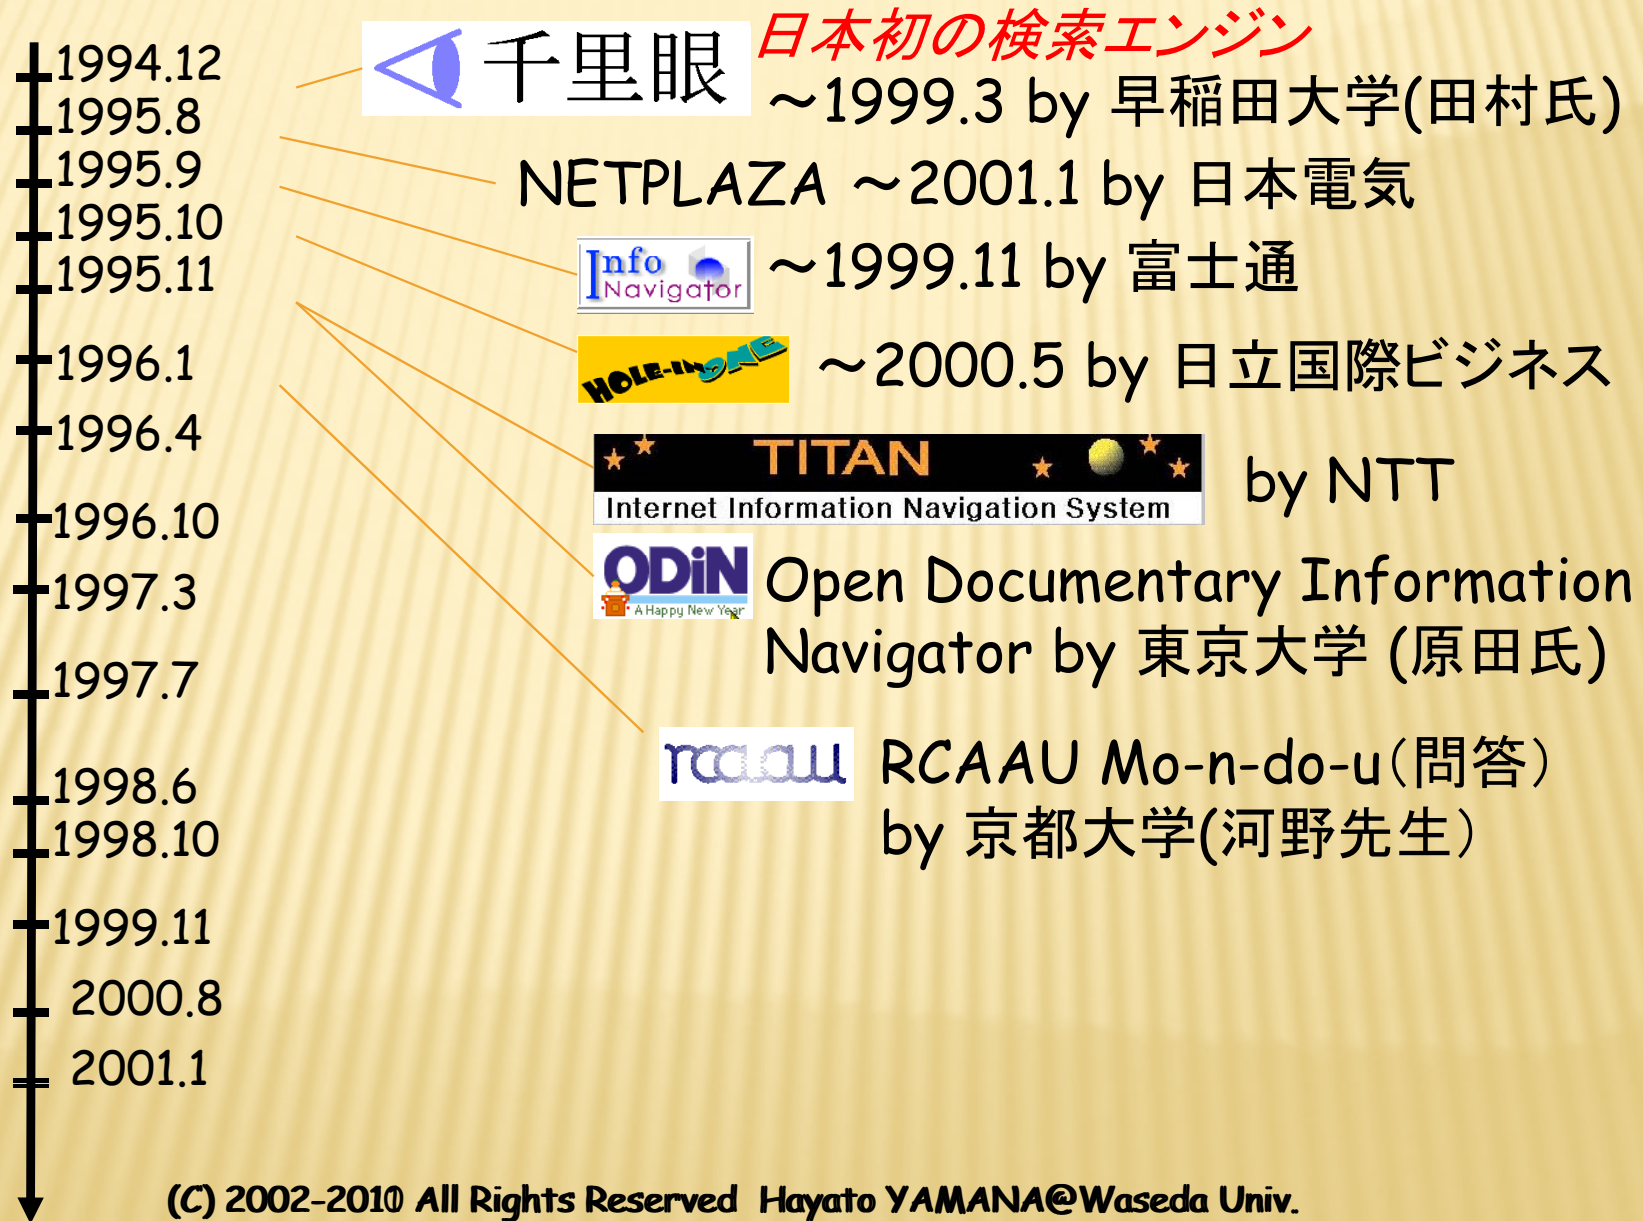 1994.12
1995.8
1995.9
1995.10
1995.11
1996.1
1996.4
1996.10
1997.3
1997.7
1998.6
1998.10
1999.11
2000.8
2001.1
千里眼
日本初の検索エンジン
～1999.3 by 早稲田大学(田村氏)
NETPLAZA ～2001.1 by 日本電気
Info
Navigator
～1999.11 by 富士通
HOLE-IN-ONE
～2000.5 by 日立国際ビジネス
TITAN
Internet Information Navigation System
by NTT
ODiN
A Happy New Year
Open Documentary Information
Navigator by 東京大学 (原田氏)
rcaau
RCAAU Mo-n-do-u（問答）
by 京都大学(河野先生）
(C) 2002-2010 All Rights Reserved Hayato YAMANA@Waseda Univ.